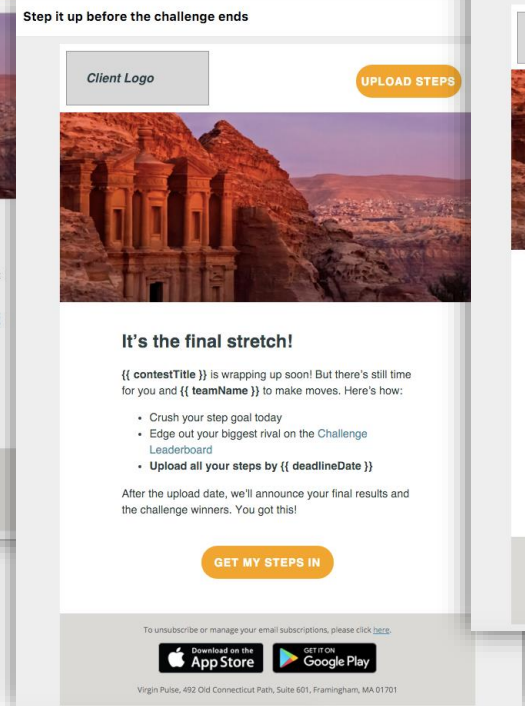 Step it up before the challenge ends
Client Logo
UPLOAD STEPS
It's the final stretch!
{{ contestTitle }} is wrapping up soon! But there's still time
for you and {{ teamName }} to make moves. Here's how:
• Crush your step goal today
• Edge out your biggest rival on the Challenge
Leaderboard
• Upload all your steps by {{ deadlineDate }}
After the upload date, we'll announce your final results and
the challenge winners. You got this!
GET MY STEPS IN
To unsubscribe or manage your email subscriptions, please click here.
Download on the
App Store
GET IT ON
Google Play
Virgin Pulse, 492 Old Connecticut Path, Suite 601, Framingham, MA 01701